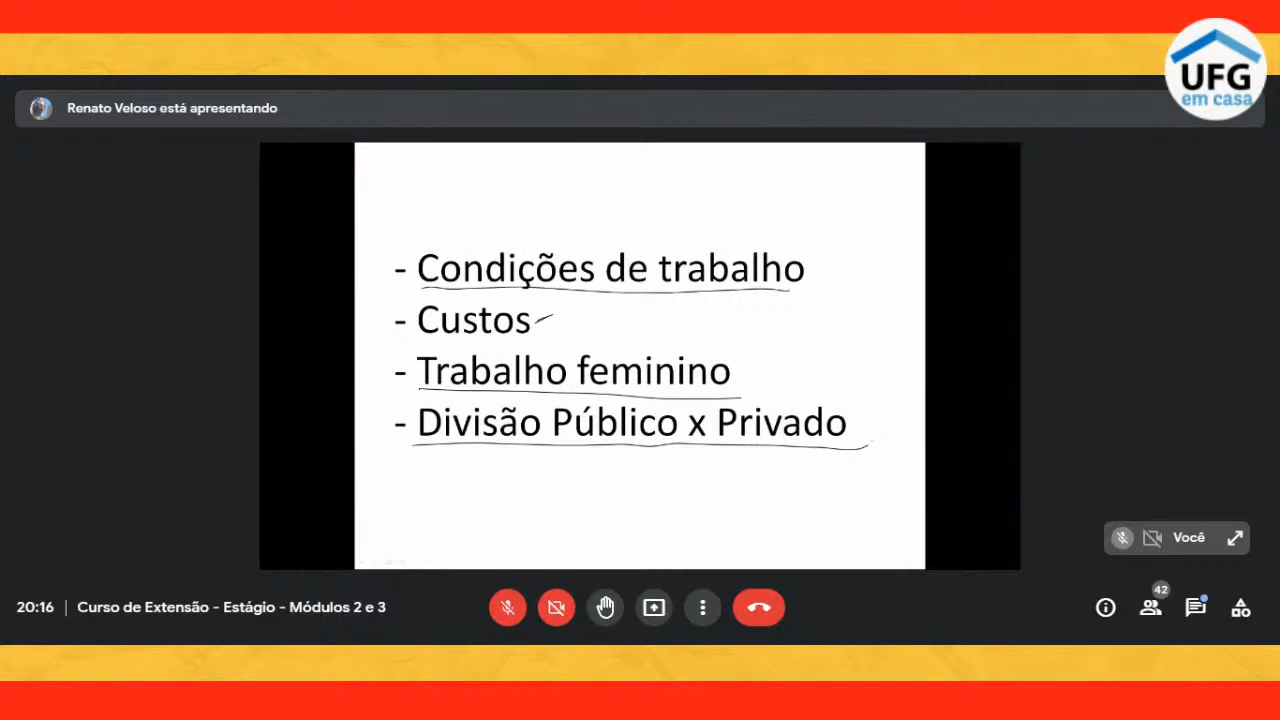 UFG
em casa
Renato Veloso está apresentando
- Condições de trabalho
- Custos
- Trabalho feminino
- Divisão Público x Privado
Você
20:16 | Curso de Extensão - Estágio - Módulos 2 e 3
42